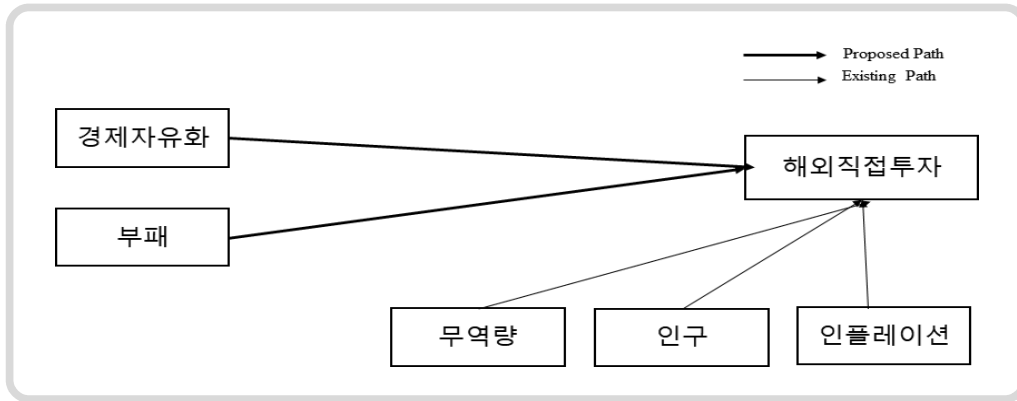 Proposed Path
Existing Path
경제자유화
해외직접투자
부패
무역량
인구
인플레이션